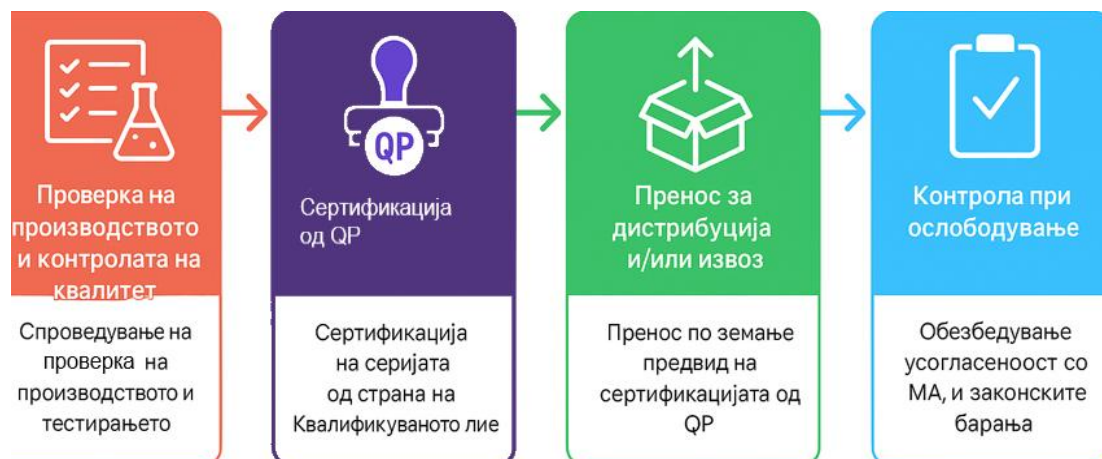 Проверка на
производството
и контролата на
квалитет
Спроведување на
проверка на
производството и
тестирањето
QP
Сертификација
од QP
Сертификација
на серијата
од страна на
Квалификуваното лие
Пренос за
дистрибуција
и/или извоз
Пренос по земање
предвид на
сертификацијата од
QP
Контрола при
ослободување
Обезбедување
усогласеноост со
МА, и законските
барања